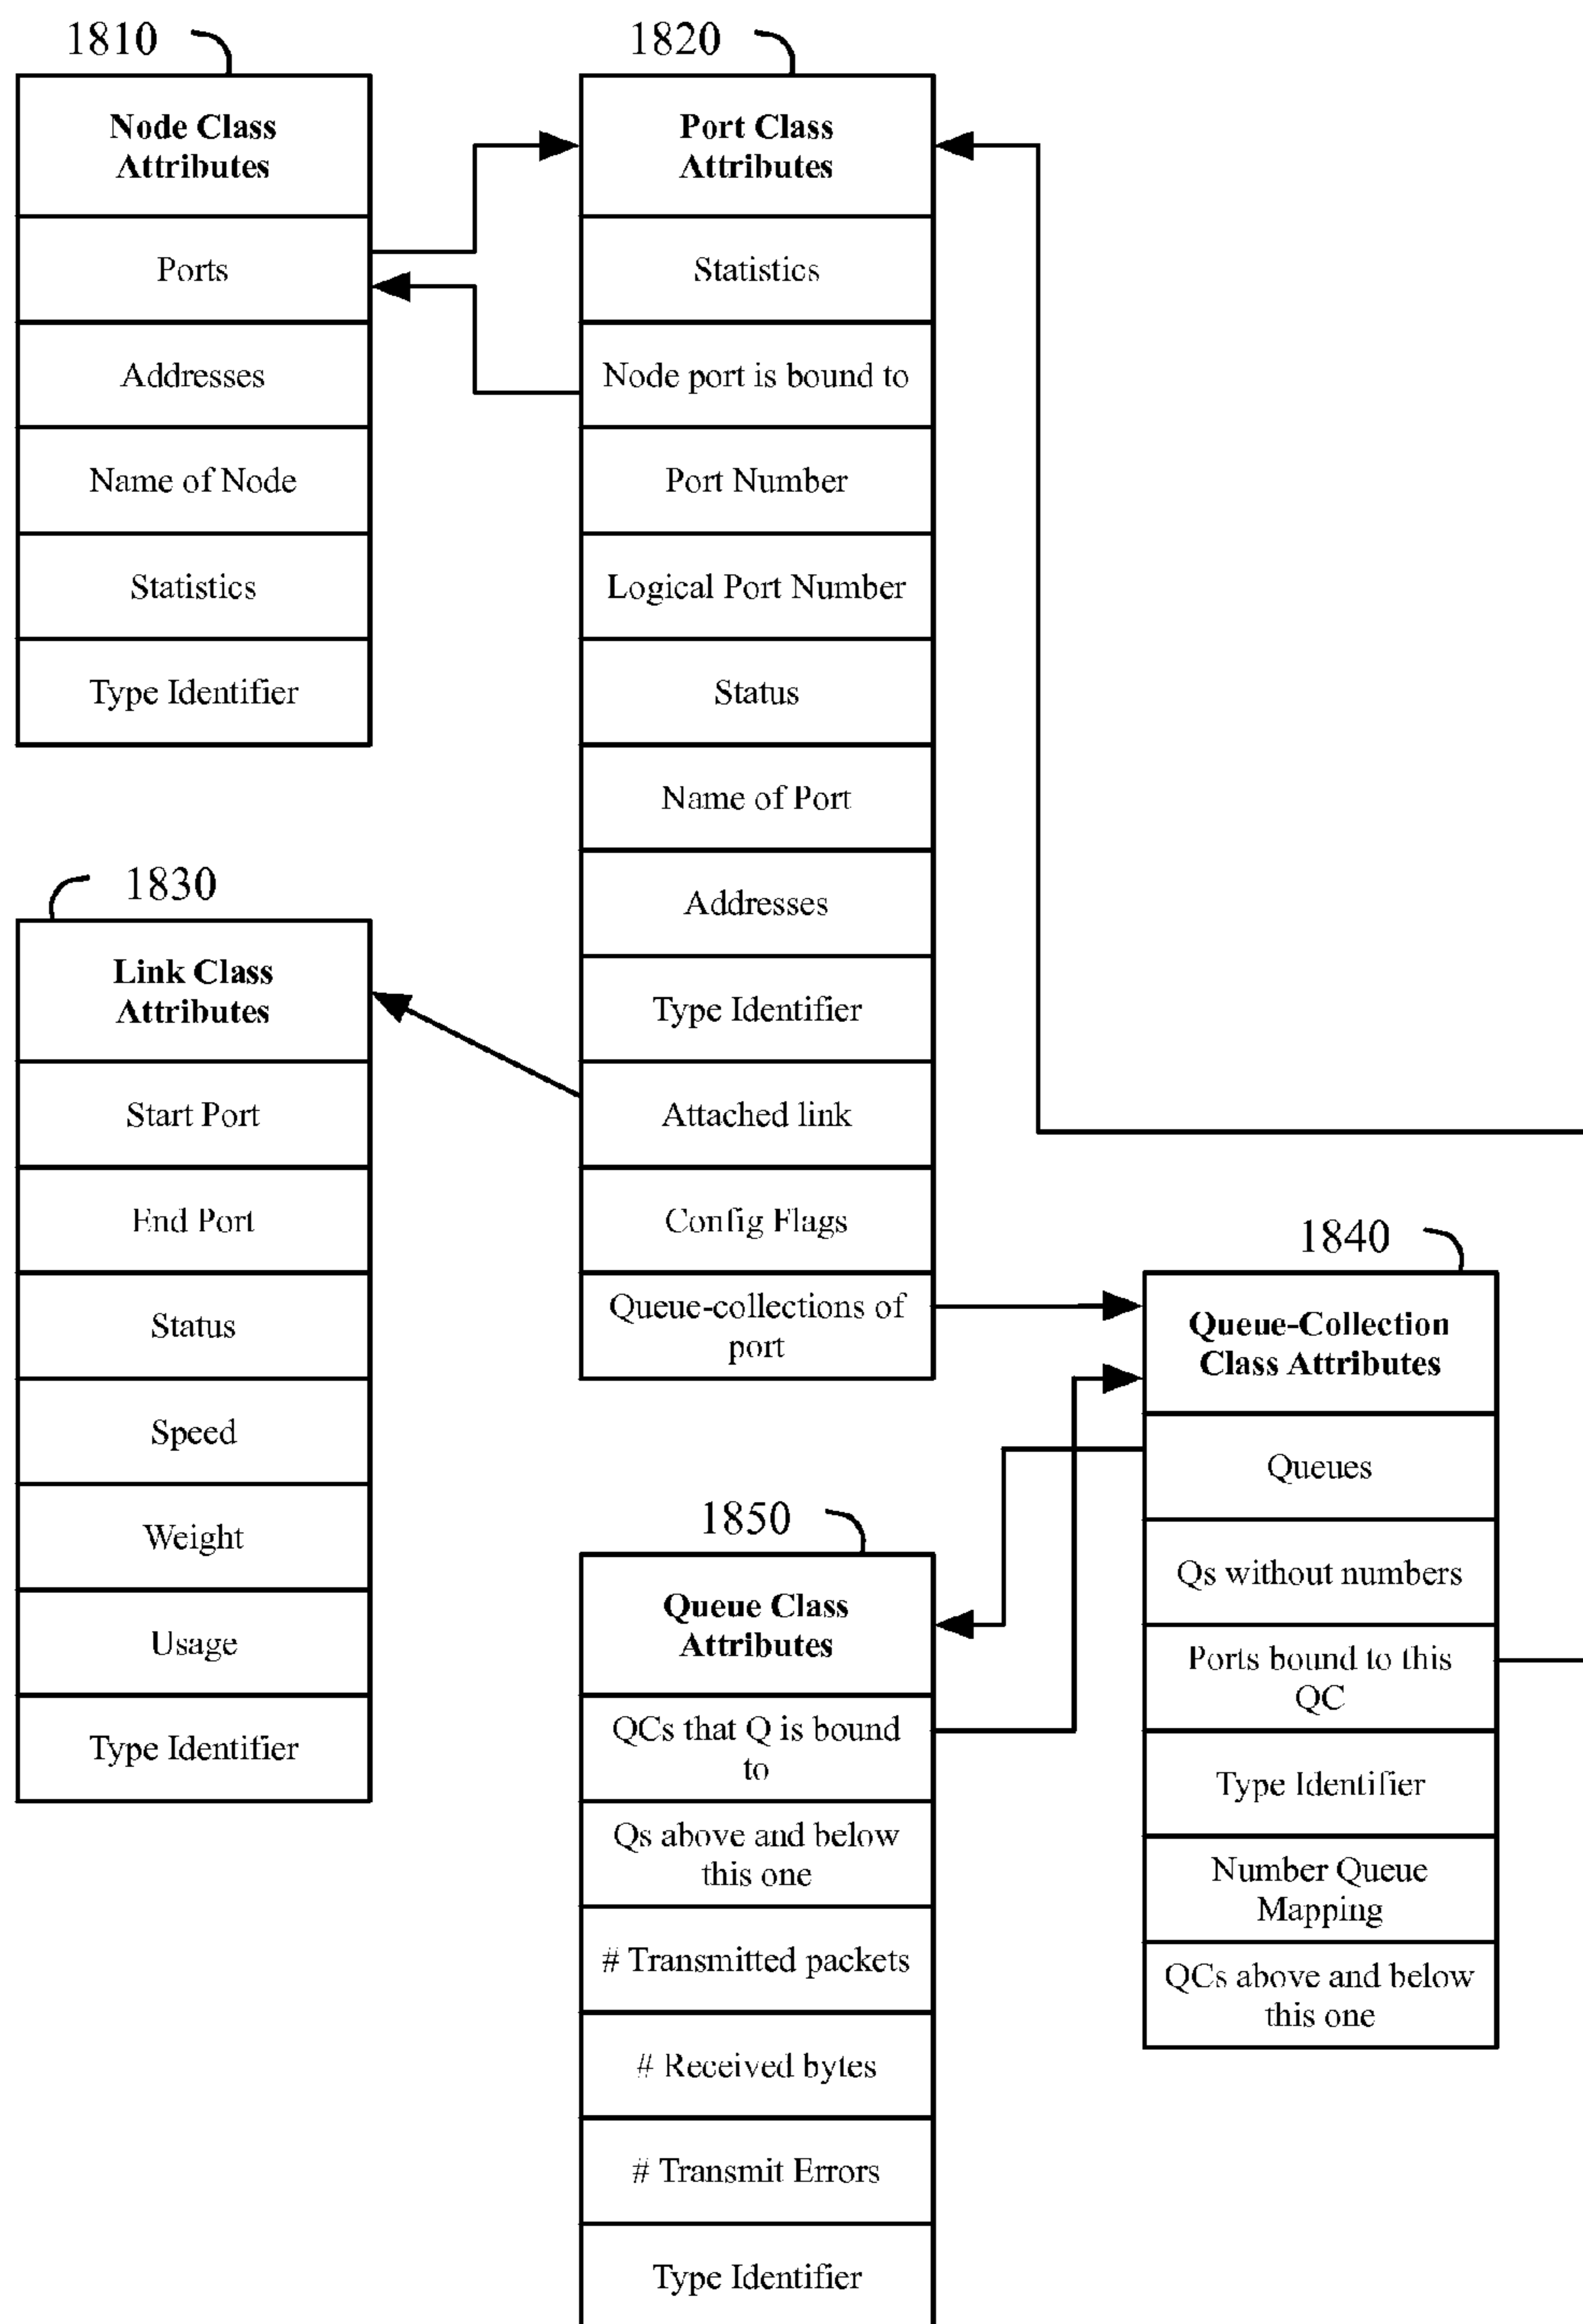 1810
Node Class
Attributes
Ports
Addresses
Name of Node
Statistics
Type Identifier
1820
Port Class
Attributes
Statistics
Node port is bound to
Port Number
Logical Port Number
Status
Name of Port
Addresses
Type Identifier
Attached link
Config Flags
Queue-collections of
port
1830
Link Class
Attributes
Start Port
End Port
Status
Speed
Weight
Usage
Type Identifier
1840
Queue-Collection
Class Attributes
Queues
Qs without numbers
Ports bound to this
QC
Type Identifier
Number Queue
Mapping
QCs above and below
this one
1850
Queue Class
Attributes
QCs that Q is bound
to
Qs above and below
this one
# Transmitted packets
# Received bytes
# Transmit Errors
Type Identifier